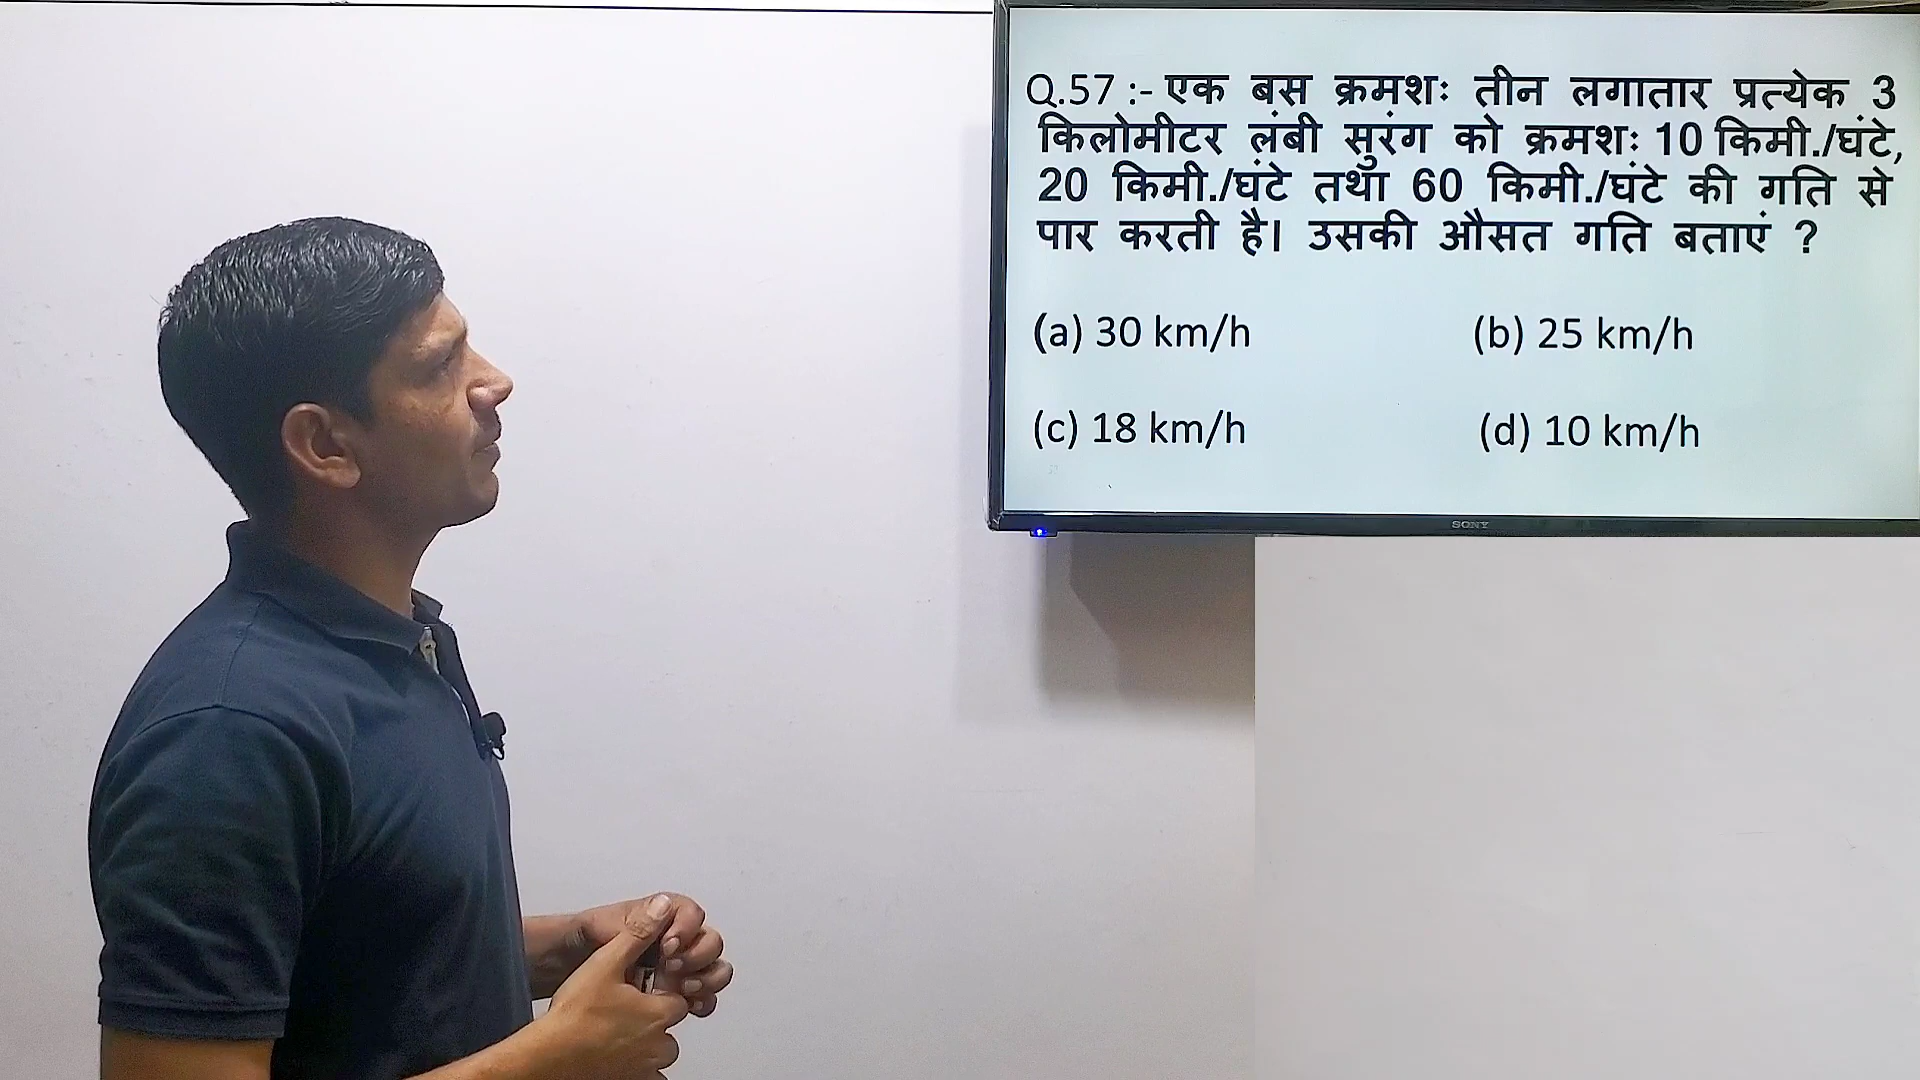 Q.57 :- एक बस क्रमशः तीन लगातार प्रत्येक 3
किलोमीटर लंबी सुरंग को क्रमशः 10 किमी./घंटे,
20 किमी./घंटे तथा 60 किमी./घंटे की गति से
पार करती है। उसकी औसत गति बताएं ?
(a) 30 km/h (b) 25 km/h
(c) 18 km/h (d) 10 km/h
SONY